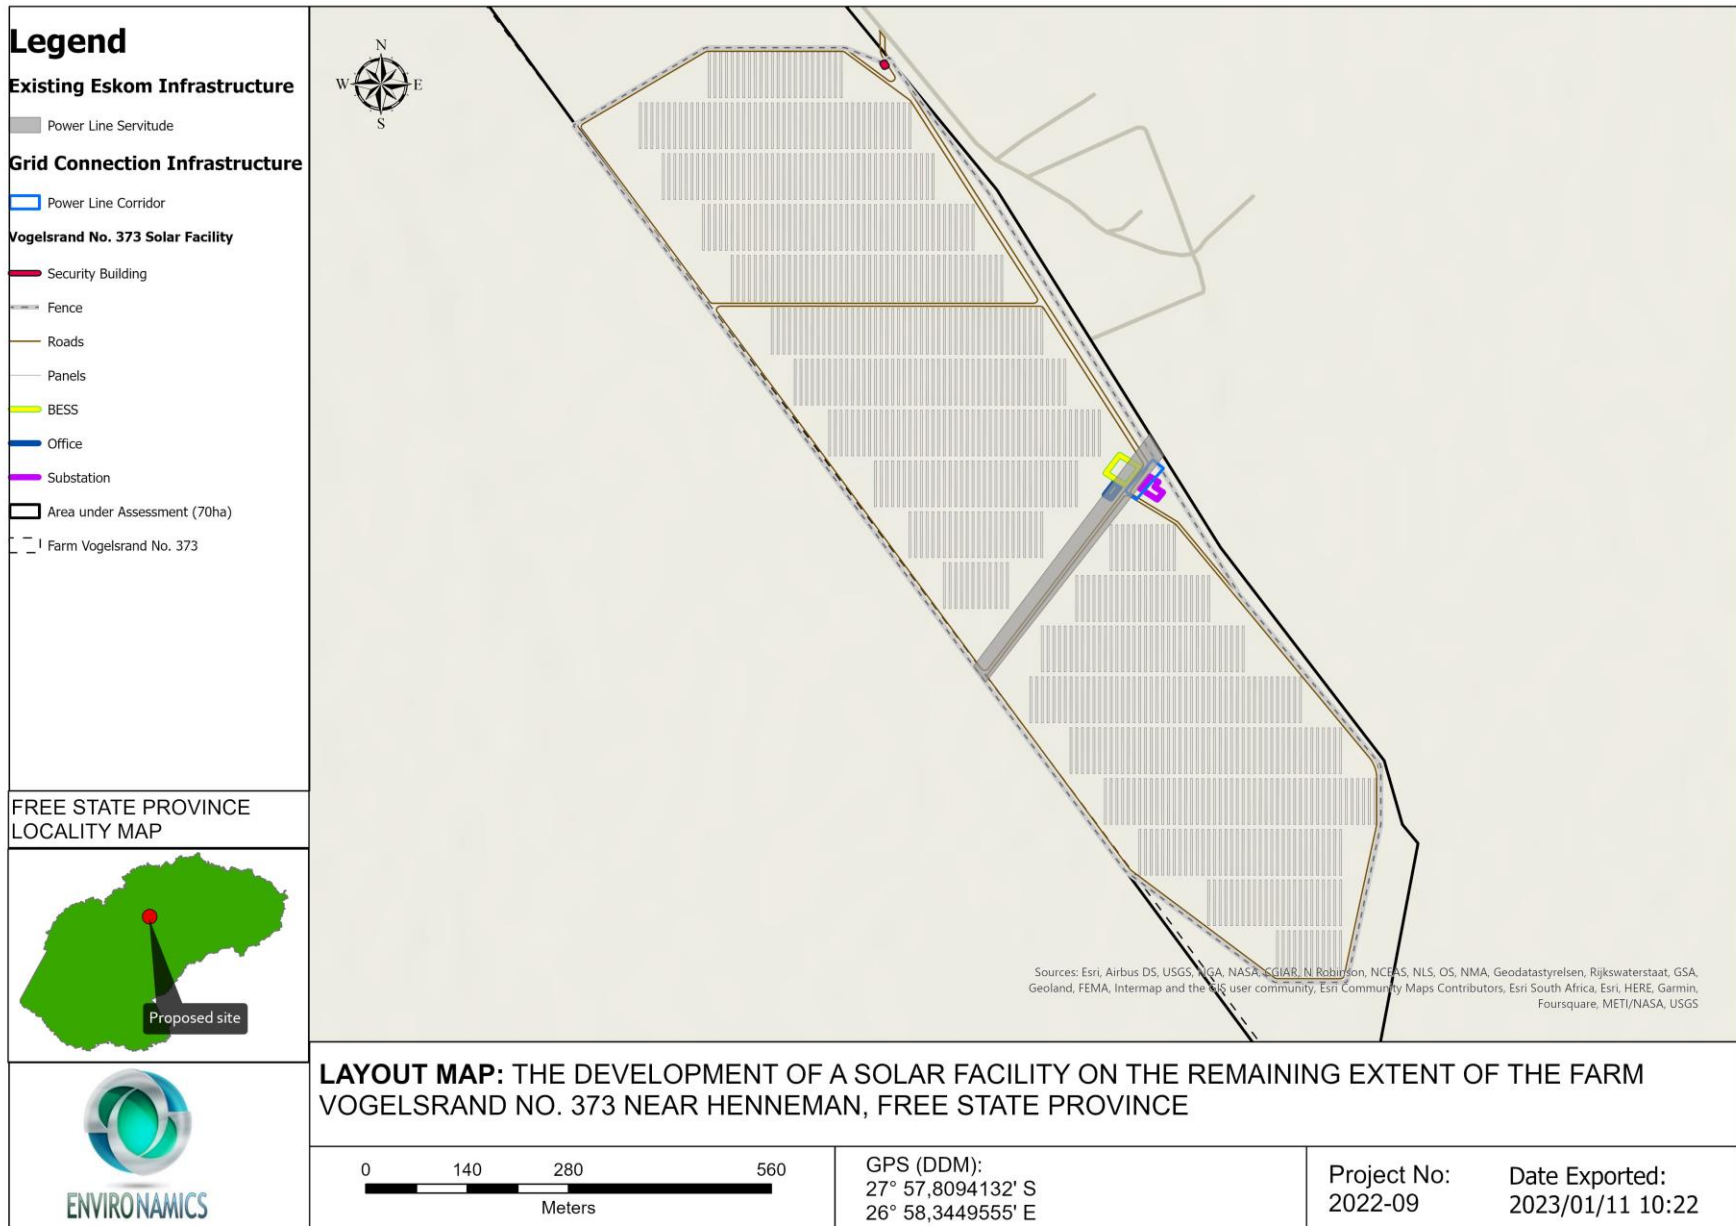 Legend
Existing Eskom Infrastructure
Power Line Servitude
Grid Connection Infrastructure
Power Line Corridor
Vogelsrand No. 373 Solar Facility
Security Building
Fence
Roads
Panels
BESS
Office
Substation
Area under Assessment (70ha)
Farm Vogelsrand No. 373
N
W E
S
Sources: Esri, Airbus DS, USGS, NGA, NASA, CGIAR, N Robinson, NCEAS, NLS, OS, NMA, Geodatastyrelsen, Rijkswaterstaat, GSA,
Geoland, FEMA, Intermap and the GIS user community, Esri Community Maps Contributors, Esri South Africa, Esri, HERE, Garmin,
Foursquare, METI/NASA, USGS
FREE STATE PROVINCE
LOCALITY MAP
Proposed site
ENVIRONAMICS
LAYOUT MAP: THE DEVELOPMENT OF A SOLAR FACILITY ON THE REMAINING EXTENT OF THE FARM
VOGELSRAND NO. 373 NEAR HENNEMAN, FREE STATE PROVINCE
0 140 280 560
Meters
GPS (DDM):
27° 57,8094132' S
26° 58,3449555' E
Project No:
2022-09
Date Exported:
2023/01/11 10:22